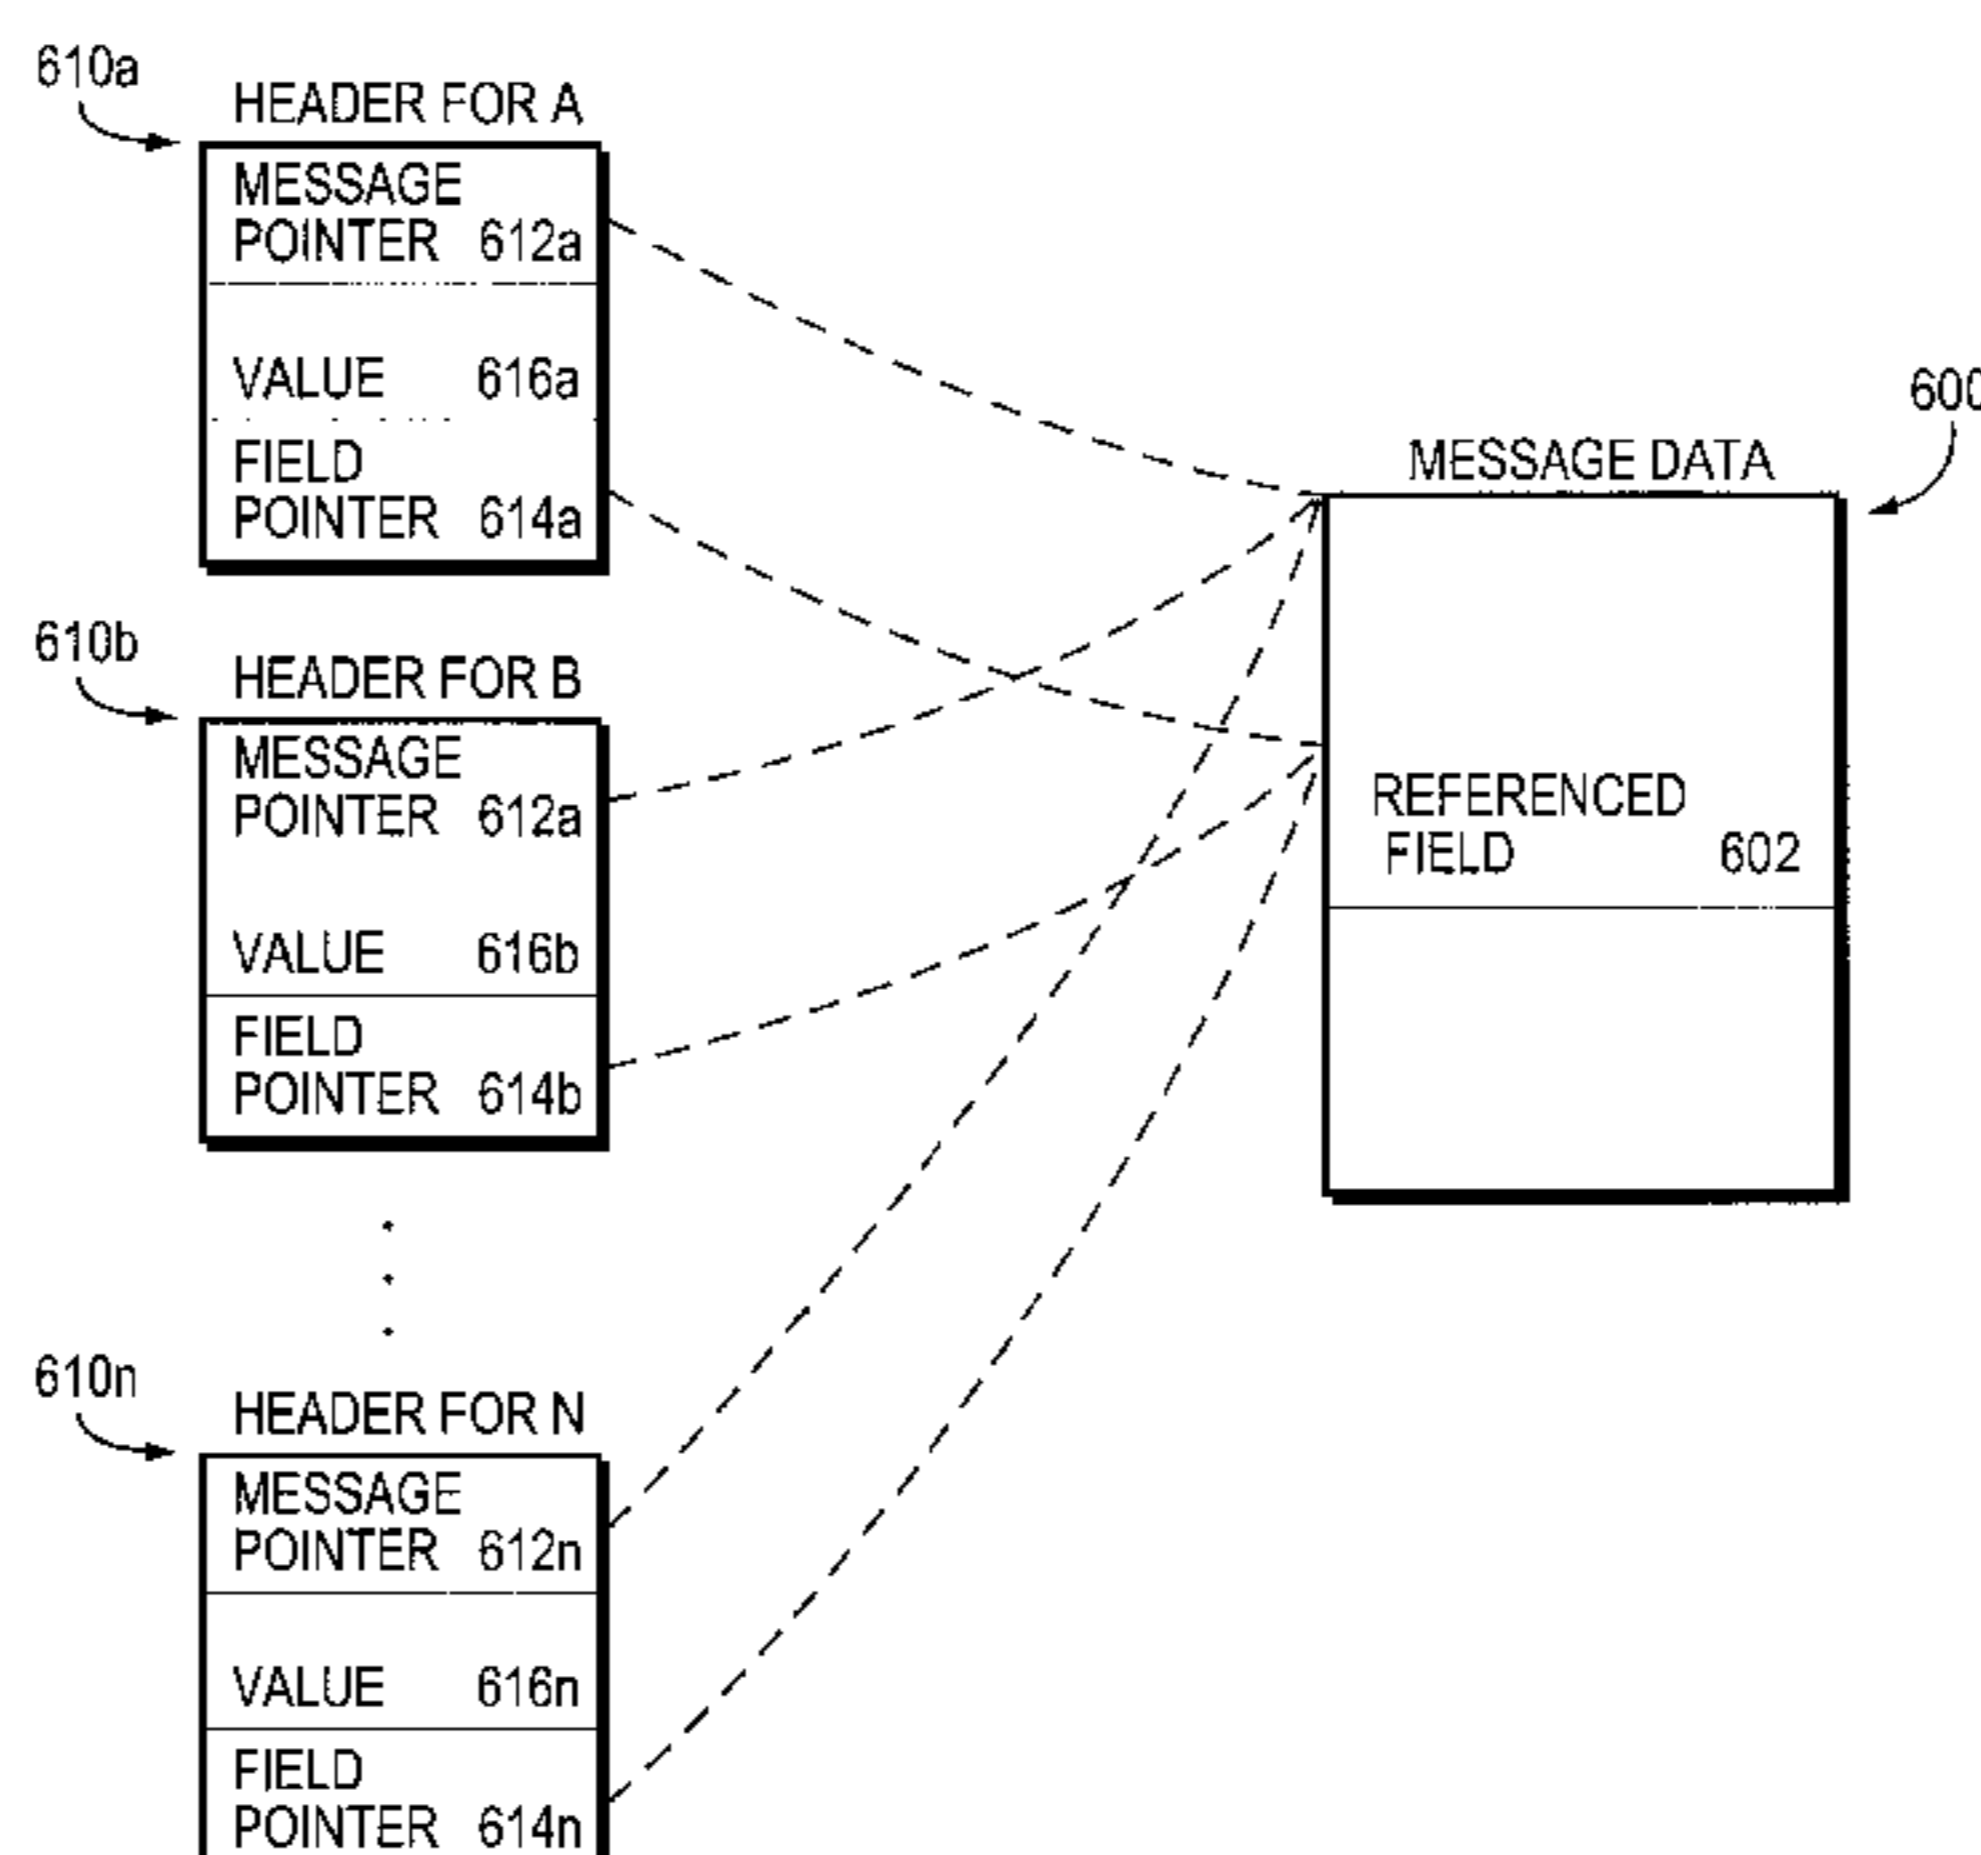 610a
HEADER FOR A
MESSAGE
POINTER 612a
VALUE 616a
FIELD
POINTER 614a
610b
HEADER FOR B
MESSAGE
POINTER 612a
VALUE 616b
FIELD
POINTER 614b
610n
HEADER FOR N
MESSAGE
POINTER 612n
VALUE 616n
FIELD
POINTER 614n
600
MESSAGE DATA
REFERENCED
FIELD 602